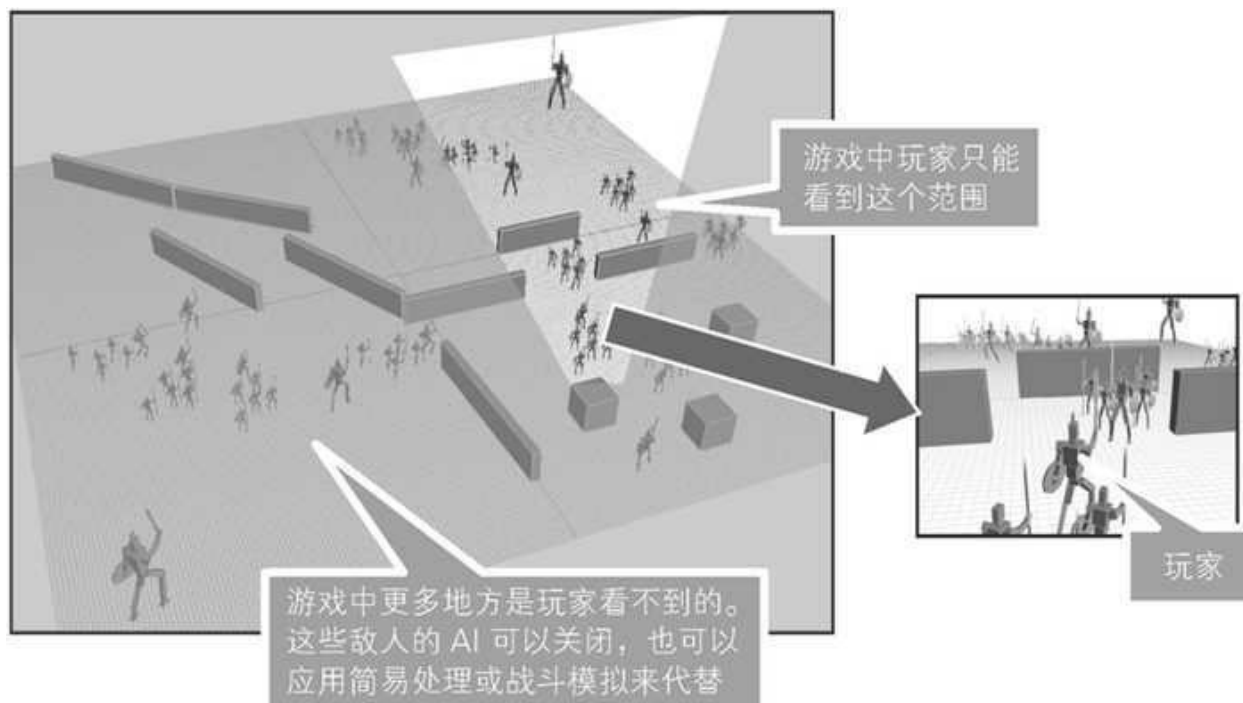 游戏中玩家只能
看到这个范围
玩家
游戏中更多地方是玩家看不到的。
这些敌人的 AI 可以关闭，也可以
应用简易处理或战斗模拟来代替